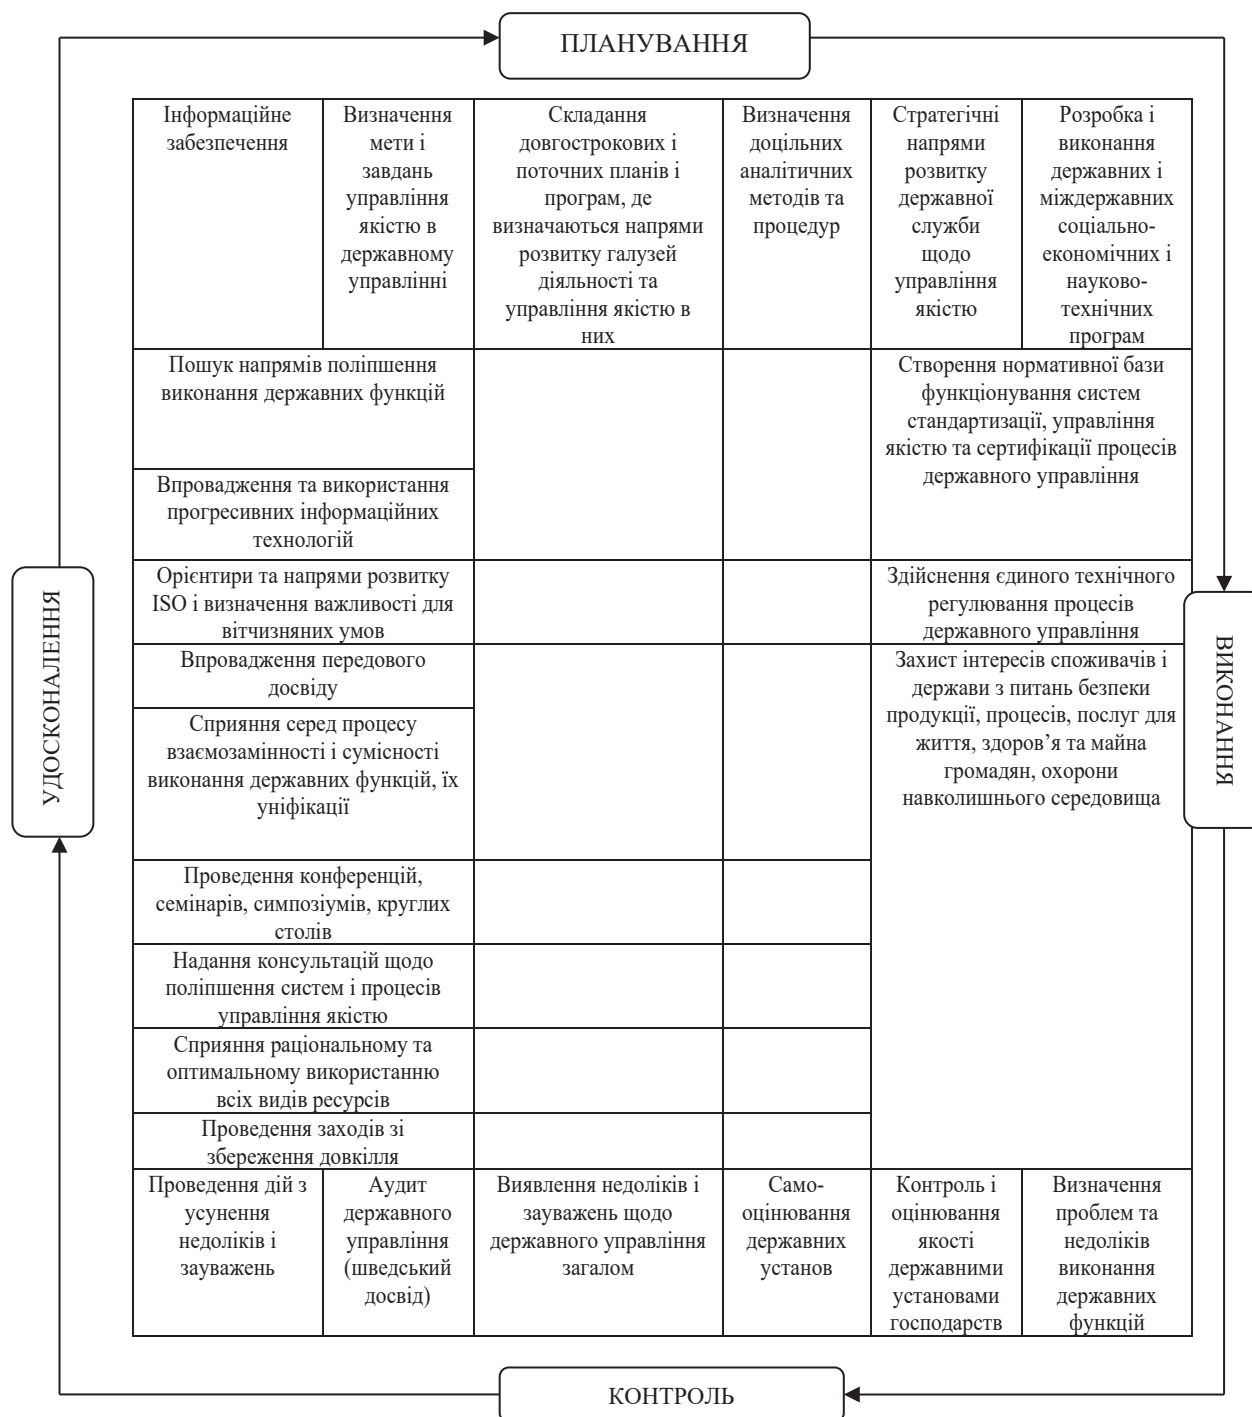 ПЛАНУВАННЯ
Інформаційне
забезпечення
Визначення
мети і
завдань
управління
якістю в
державному
управлінні
Складання
довгострокових і
поточних планів і
програм, де
визначаються напрями
розвитку галузей
діяльності та
управління якістю в
них
Визначення
доцільних
аналітичних
методів та
процедур
Стратегічні
напрями
розвитку
державної
служби
щодо
управління
якістю
Розробка і
виконання
державних і
міждержавних
соціально-
економічних і
науково-
технічних
програм
Пошук напрямів поліпшення
виконання державних функцій
Створення нормативної бази
функціонування систем
стандартизації, управління
якістю та сертифікації процесів
державного управління
Впровадження та використання
прогресивних інформаційних
технологій
Орієнтири та напрями розвитку
ISO і визначення важливості для
вітчизняних умов
Здійснення єдиного технічного
регулювання процесів
державного управління
Впровадження передового
досвіду
Захист інтересів споживачів і
держави з питань безпеки
продукції, процесів, послуг для
життя, здоров’я та майна
громадян, охорони
навколишнього середовища
Сприяння серед процесу
взаємозамінності і сумісності
виконання державних функцій, їх
уніфікації
Проведення конференцій,
семінарів, симпозіумів, круглих
столів
Надання консультацій щодо
поліпшення систем і процесів
управління якістю
Сприяння раціональному та
оптимальному використанню
всіх видів ресурсів
Проведення заходів зі
збереження довкілля
Проведення дій з
усунення
недоліків і
зауважень
Аудит
державного
управління
(шведський
досвід)
Виявлення недоліків і
зауважень щодо
державного управління
загалом
Само-
оцінювання
державних
установ
Контроль і
оцінювання
якості
державними
установами
господарств
Визначення
проблем та
недоліків
виконання
державних
функцій
УДОСКОНАЛЕННЯ
ВИКОНАННЯ
КОНТРОЛЬ